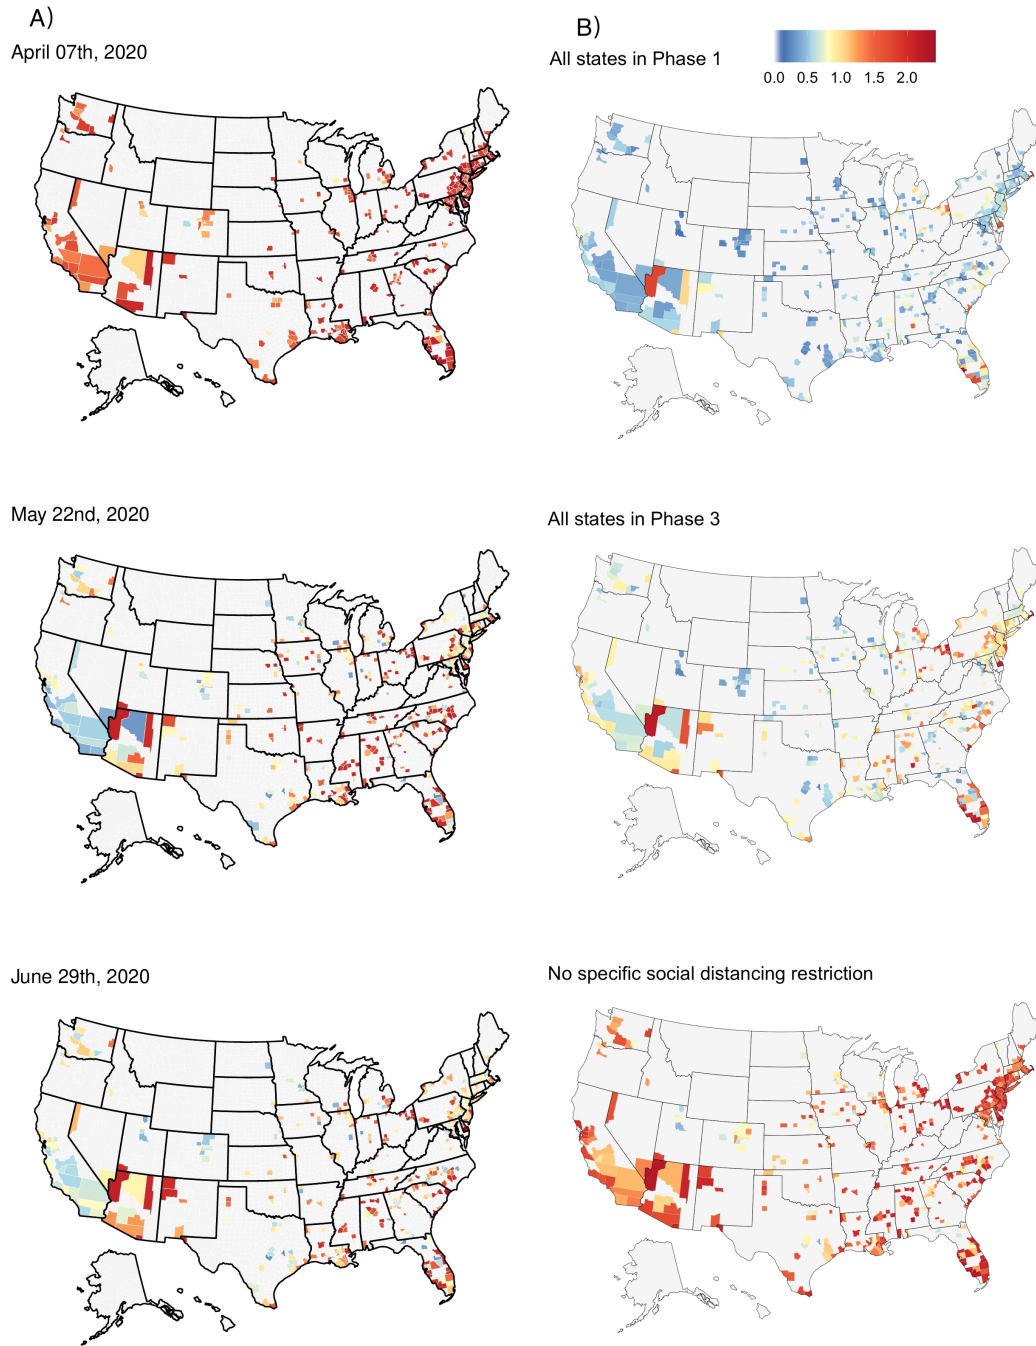 A)
April 07th, 2020
B)
All states in Phase 1
0.0 0.5 1.0 1.5 2.0
May 22nd, 2020
All states in Phase 3
June 29th, 2020
No specific social distancing restriction